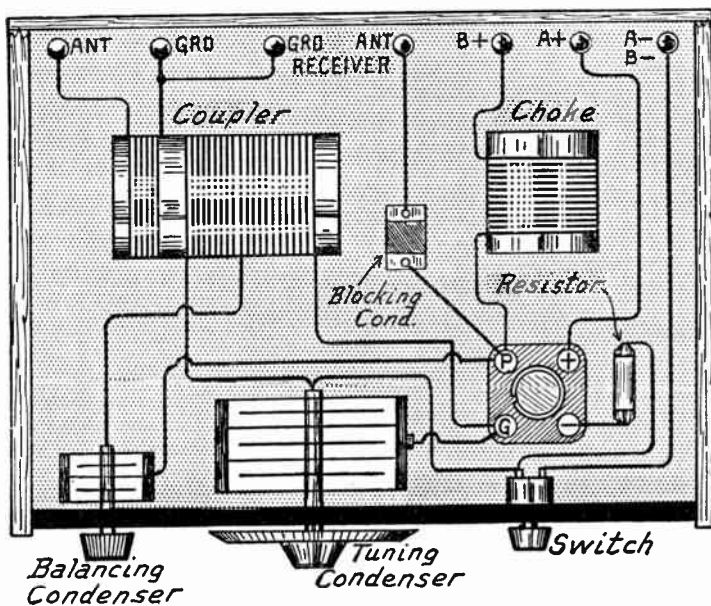 ANT
GRD
GRD
ANT
RECEIVER
B+
A+
A-
B-
Coupler
Choke
Blocking
Cond.
Resistor
P
+
G
-
Balancing
Condenser
Tuning
Condenser
Switch